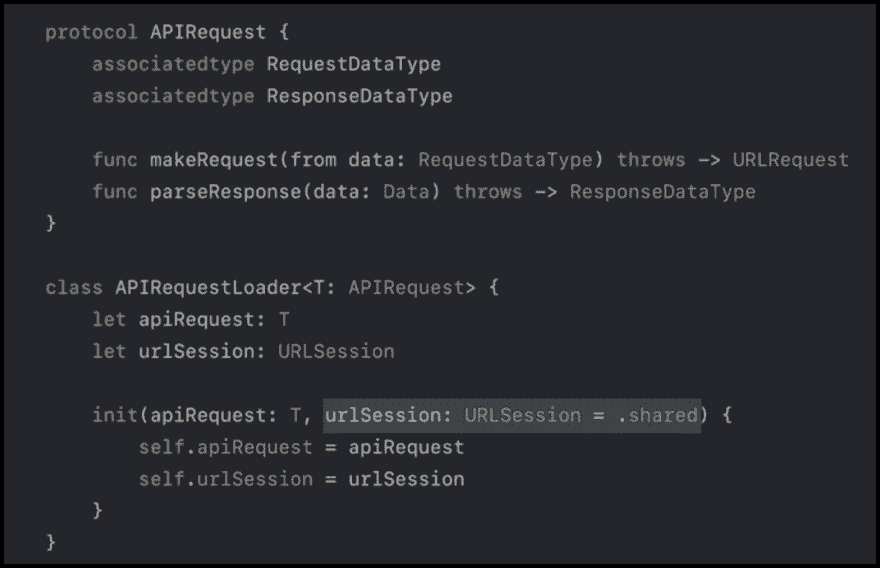 protocol APIRequest {
    associatedtype RequestDataType
    associatedtype ResponseDataType

    func makeRequest(from data: RequestDataType) throws -> URLRequest
    func parseResponse(data: Data) throws -> ResponseDataType
}

class APIRequestLoader<T: APIRequest> {
    let apiRequest: T
    let urlSession: URLSession

    init(apiRequest: T, urlSession: URLSession = .shared) {
        self.apiRequest = apiRequest
        self.urlSession = urlSession
    }
}